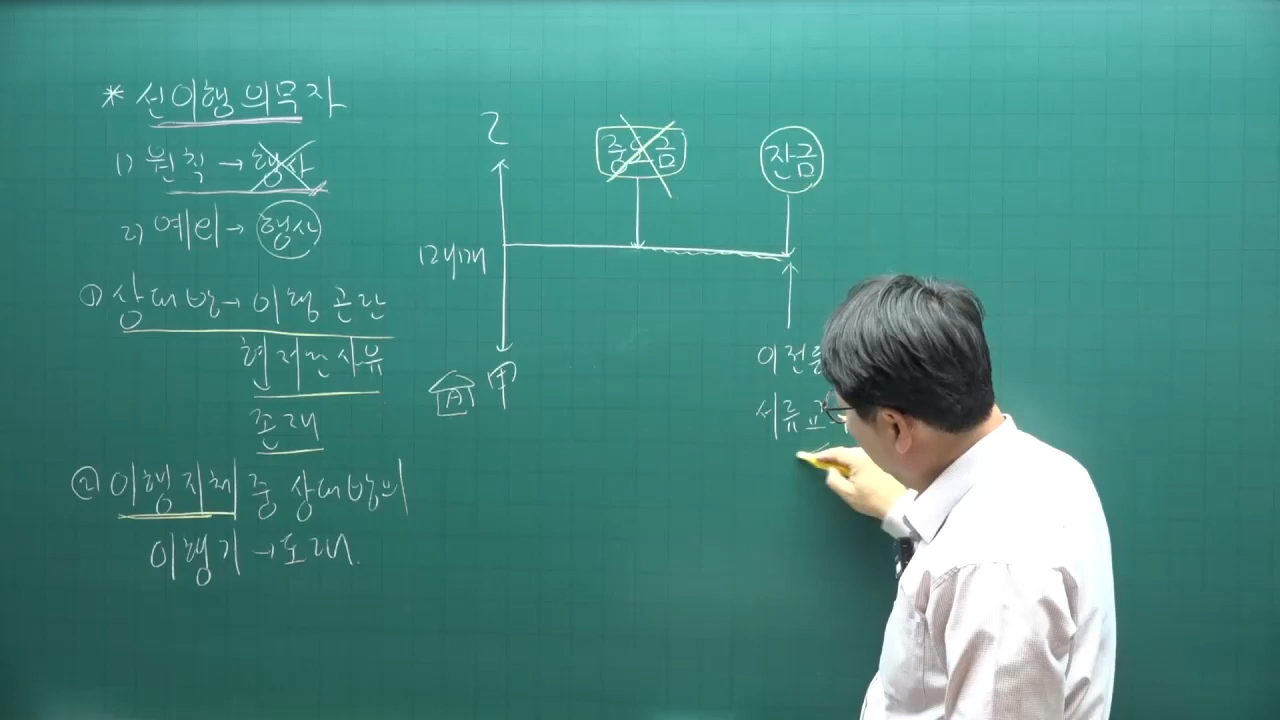 * 선이행의무자
1) 원칙 → 행사
2) 예외 → 행사
① 상대방 → 이행곤란
현저한사유
존재
② 이행지체 중 상대방의
이행기 → 도래.
乙
중도금
잔금
매매
甲
이전등
서류교